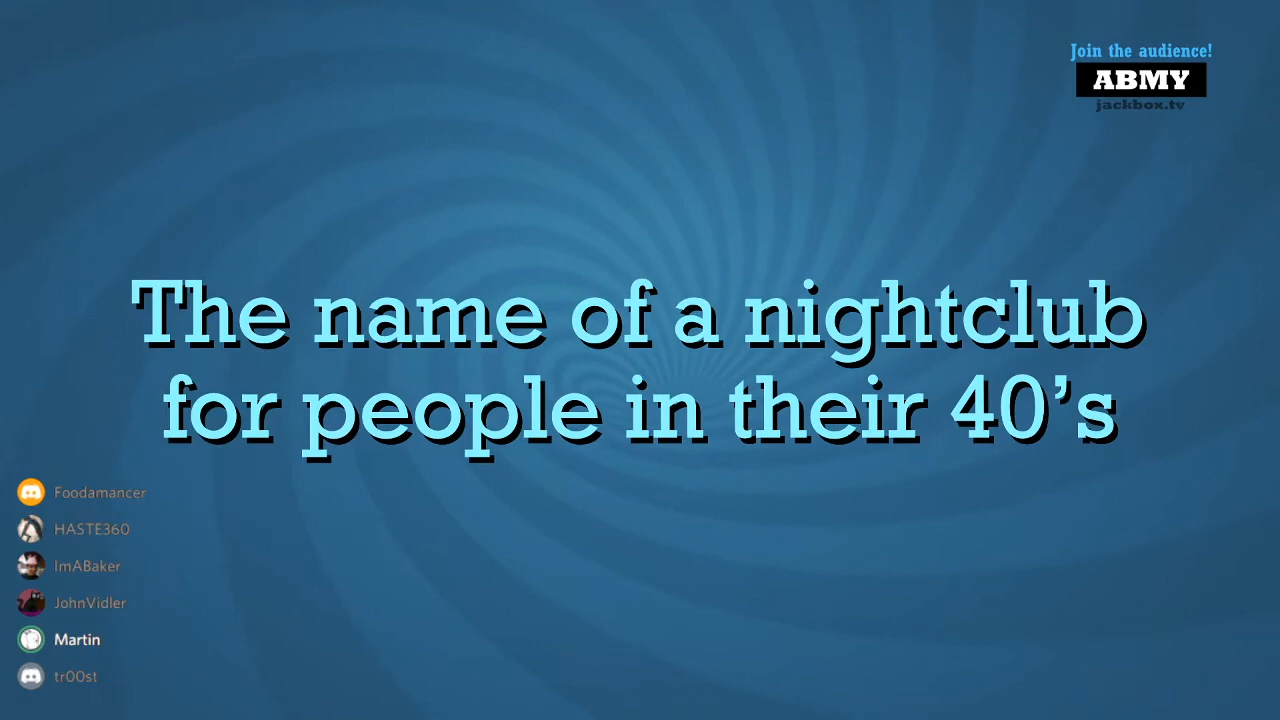 Join the audience!
ABMY
jackbox.tv
The name of a nightclub
for people in their 40’s
Foodamancer
HASTE360
ImABaker
JohnVidler
Martin
tr00st